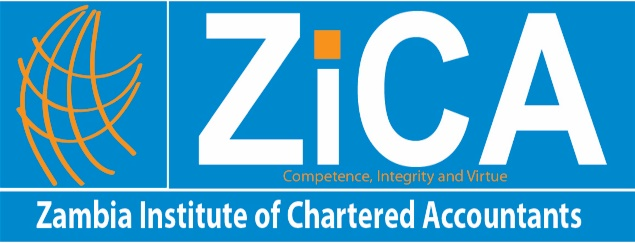 ZiCA
Competence, Integrity and Virtue
Zambia Institute of Chartered Accountants